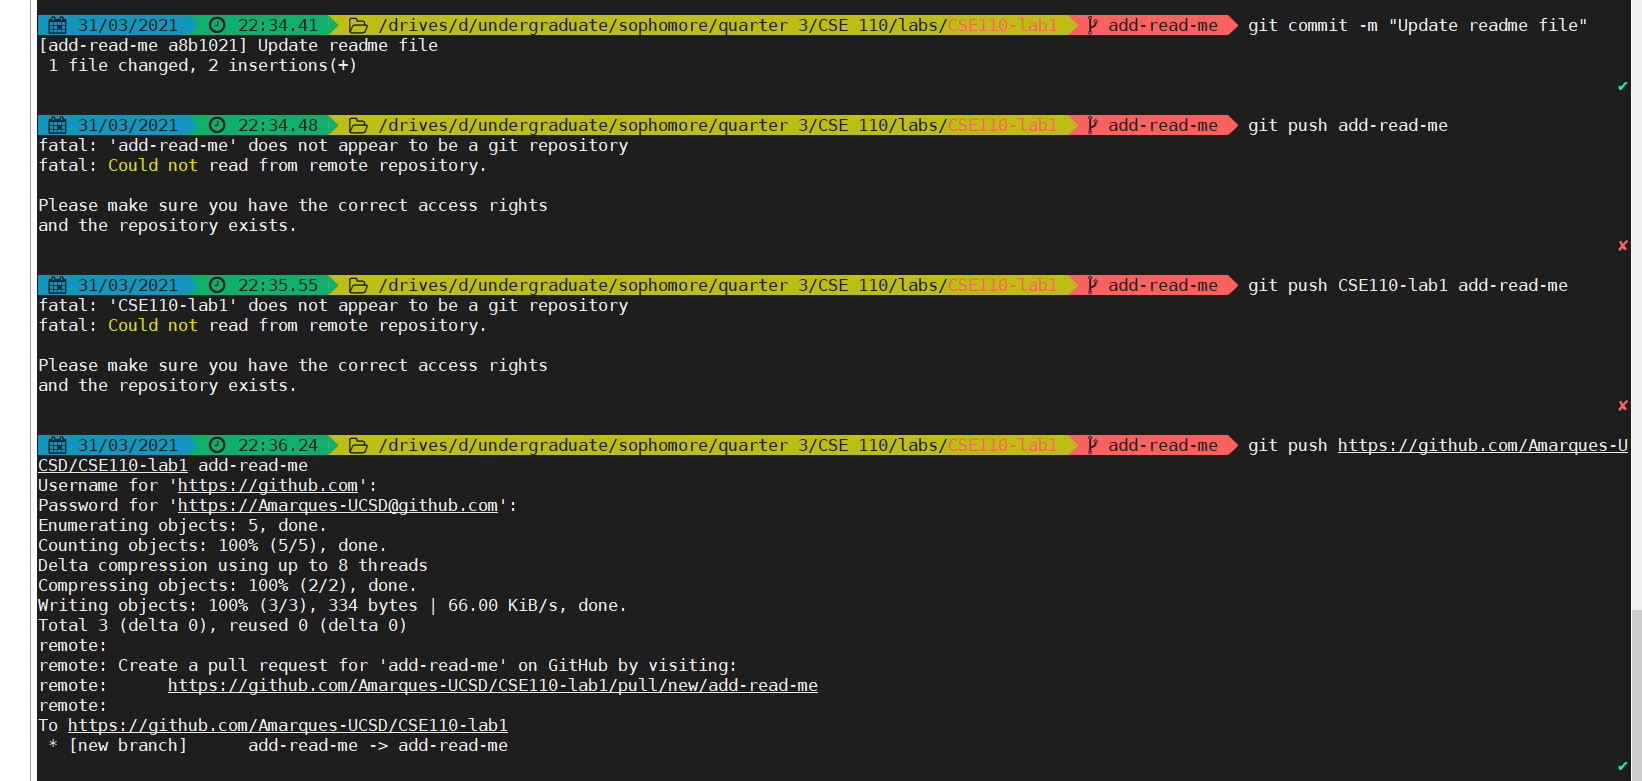 31/03/2021 22:34.41 /drives/d/undergraduate/sophomore/quarter 3/CSE 110/labs/CSE110-lab1 add-read-me git commit -m "Update readme file"
[add-read-me a8b1021] Update readme file
1 file changed, 2 insertions(+)
✔
31/03/2021 22:34.48 /drives/d/undergraduate/sophomore/quarter 3/CSE 110/labs/CSE110-lab1 add-read-me git push add-read-me
fatal: 'add-read-me' does not appear to be a git repository
fatal: Could not read from remote repository.
Please make sure you have the correct access rights
and the repository exists.
✘
31/03/2021 22:35.55 /drives/d/undergraduate/sophomore/quarter 3/CSE 110/labs/CSE110-lab1 add-read-me git push CSE110-lab1 add-read-me
fatal: 'CSE110-lab1' does not appear to be a git repository
fatal: Could not read from remote repository.
Please make sure you have the correct access rights
and the repository exists.
✘
31/03/2021 22:36.24 /drives/d/undergraduate/sophomore/quarter 3/CSE 110/labs/CSE110-lab1 add-read-me git push https://github.com/Amarques-U
CSD/CSE110-lab1 add-read-me
Username for 'https://github.com':
Password for 'https://Amarques-UCSD@github.com':
Enumerating objects: 5, done.
Counting objects: 100% (5/5), done.
Delta compression using up to 8 threads
Compressing objects: 100% (2/2), done.
Writing objects: 100% (3/3), 334 bytes | 66.00 KiB/s, done.
Total 3 (delta 0), reused 0 (delta 0)
remote:
remote: Create a pull request for 'add-read-me' on GitHub by visiting:
remote: https://github.com/Amarques-UCSD/CSE110-lab1/pull/new/add-read-me
remote:
To https://github.com/Amarques-UCSD/CSE110-lab1
* [new branch] add-read-me -> add-read-me
✔